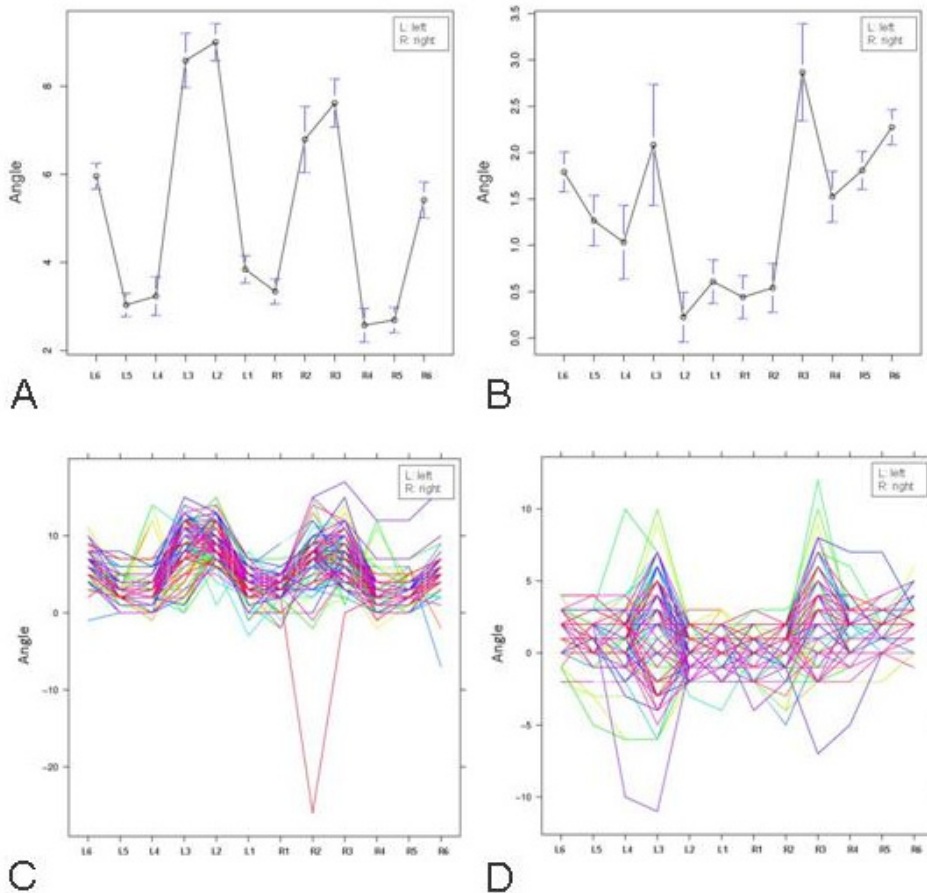 L: left
R: right
Angle
8
6
4
2
L6 L5 L4 L3 L2 L1 R1 R2 R3 R4 R5 R6
A
L: left
R: right
Angle
3.5
3.0
2.5
2.0
1.5
1.0
0.5
0.0
L6 L5 L4 L3 L2 L1 R1 R2 R3 R4 R5 R6
B
L: left
R: right
Angle
10
0
-10
-20
L6 L5 L4 L3 L2 L1 R1 R2 R3 R4 R5 R6
C
L: left
R: right
Angle
10
5
0
-5
-10
L6 L5 L4 L3 L2 L1 R1 R2 R3 R4 R5 R6
D